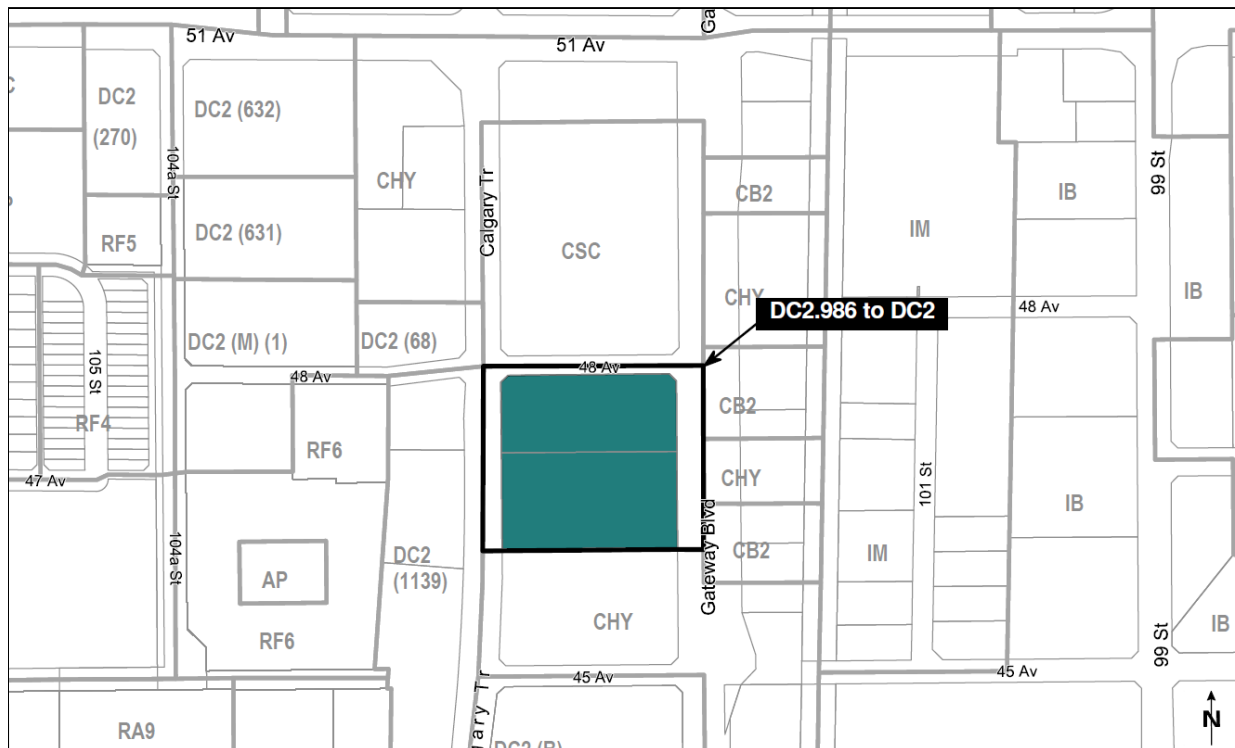 51 Av
51 Av
DC2
(270)
DC2 (632)
104a St
CHY
Calgary Tr
CB2
IM
IB
99 St
RF5
DC2 (631)
CSC
CHY
IB
DC2.986 to DC2
48 Av
DC2 (M) (1)
DC2 (68)
105 St
48 Av
48 Av
CB2
RF4
RF6
47 Av
CHY
101 St
IB
104a St
DC2
(1139)
Gateway Blvd
CB2
IM
AP
RF6
CHY
IB
99 St
45 Av
45 Av
RA9
gary Tr
DC2 (B)
N